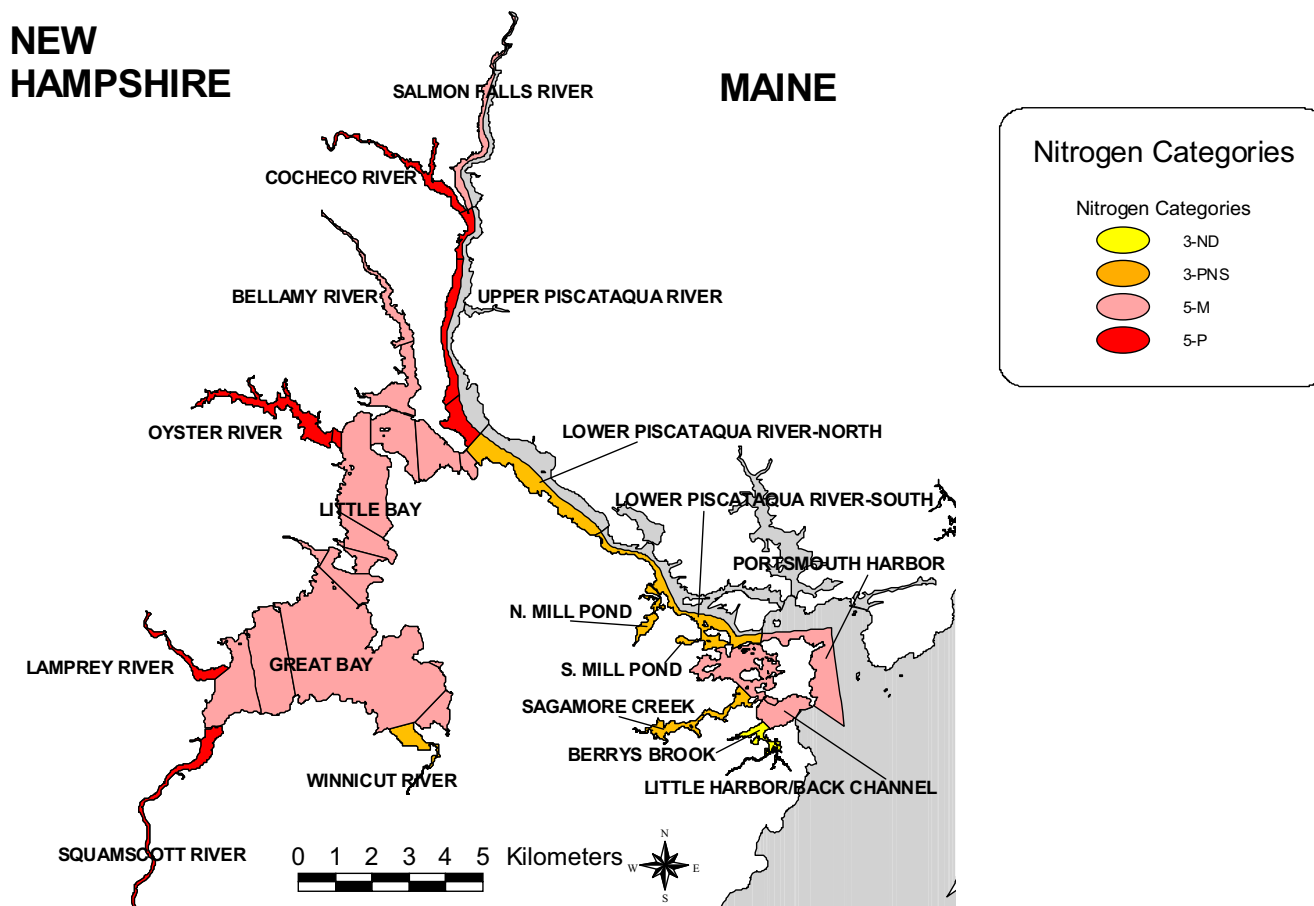 NEW
HAMPSHIRE
MAINE
SALMON FALLS RIVER
COCHECO RIVER
BELLAMY RIVER
UPPER PISCATAQUA RIVER
OYSTER RIVER
LOWER PISCATAQUA RIVER-NORTH
LOWER PISCATAQUA RIVER-SOUTH
LITTLE BAY
PORTSMOUTH HARBOR
N. MILL POND
LAMPREY RIVER
GREAT BAY
S. MILL POND
SAGAMORE CREEK
BERRYS BROOK
WINNICUT RIVER
LITTLE HARBOR/BACK CHANNEL
SQUAMSCOTT RIVER
0 1 2 3 4 5 Kilometers
N
W E
S
Nitrogen Categories
Nitrogen Categories
3-ND
3-PNS
5-M
5-P